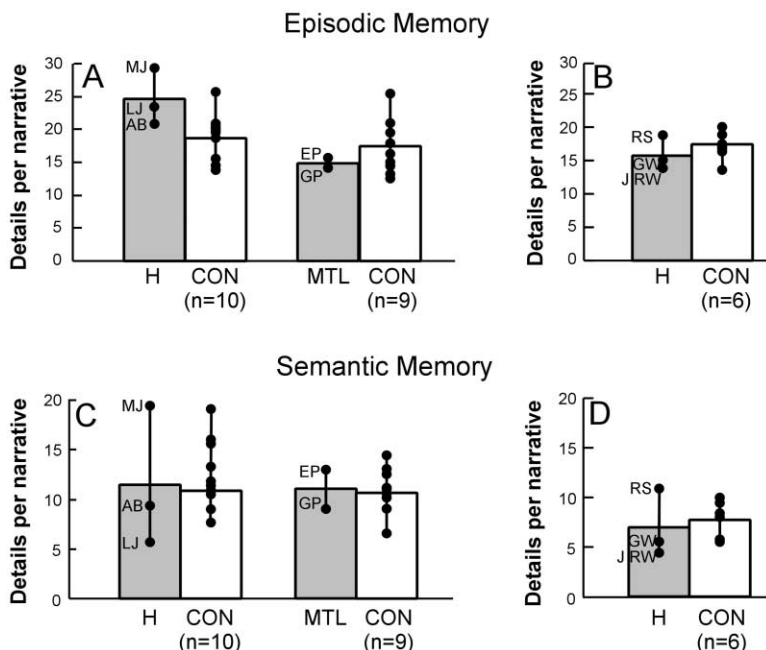 Episodic Memory
A
Details per narrative
30
25
20
15
10
5
0
MJ
LJ
AB
EP
GP
H CON MTL CON
(n=10) (n=9)
B
Details per narrative
30
25
20
15
10
5
0
RS
GW
J RW
H CON
(n=6)
Semantic Memory
C
Details per narrative
20
15
10
5
0
MJ
AB
LJ
EP
GP
H CON MTL CON
(n=10) (n=9)
D
Details per narrative
20
15
10
5
0
RS
GW
J RW
H CON
(n=6)